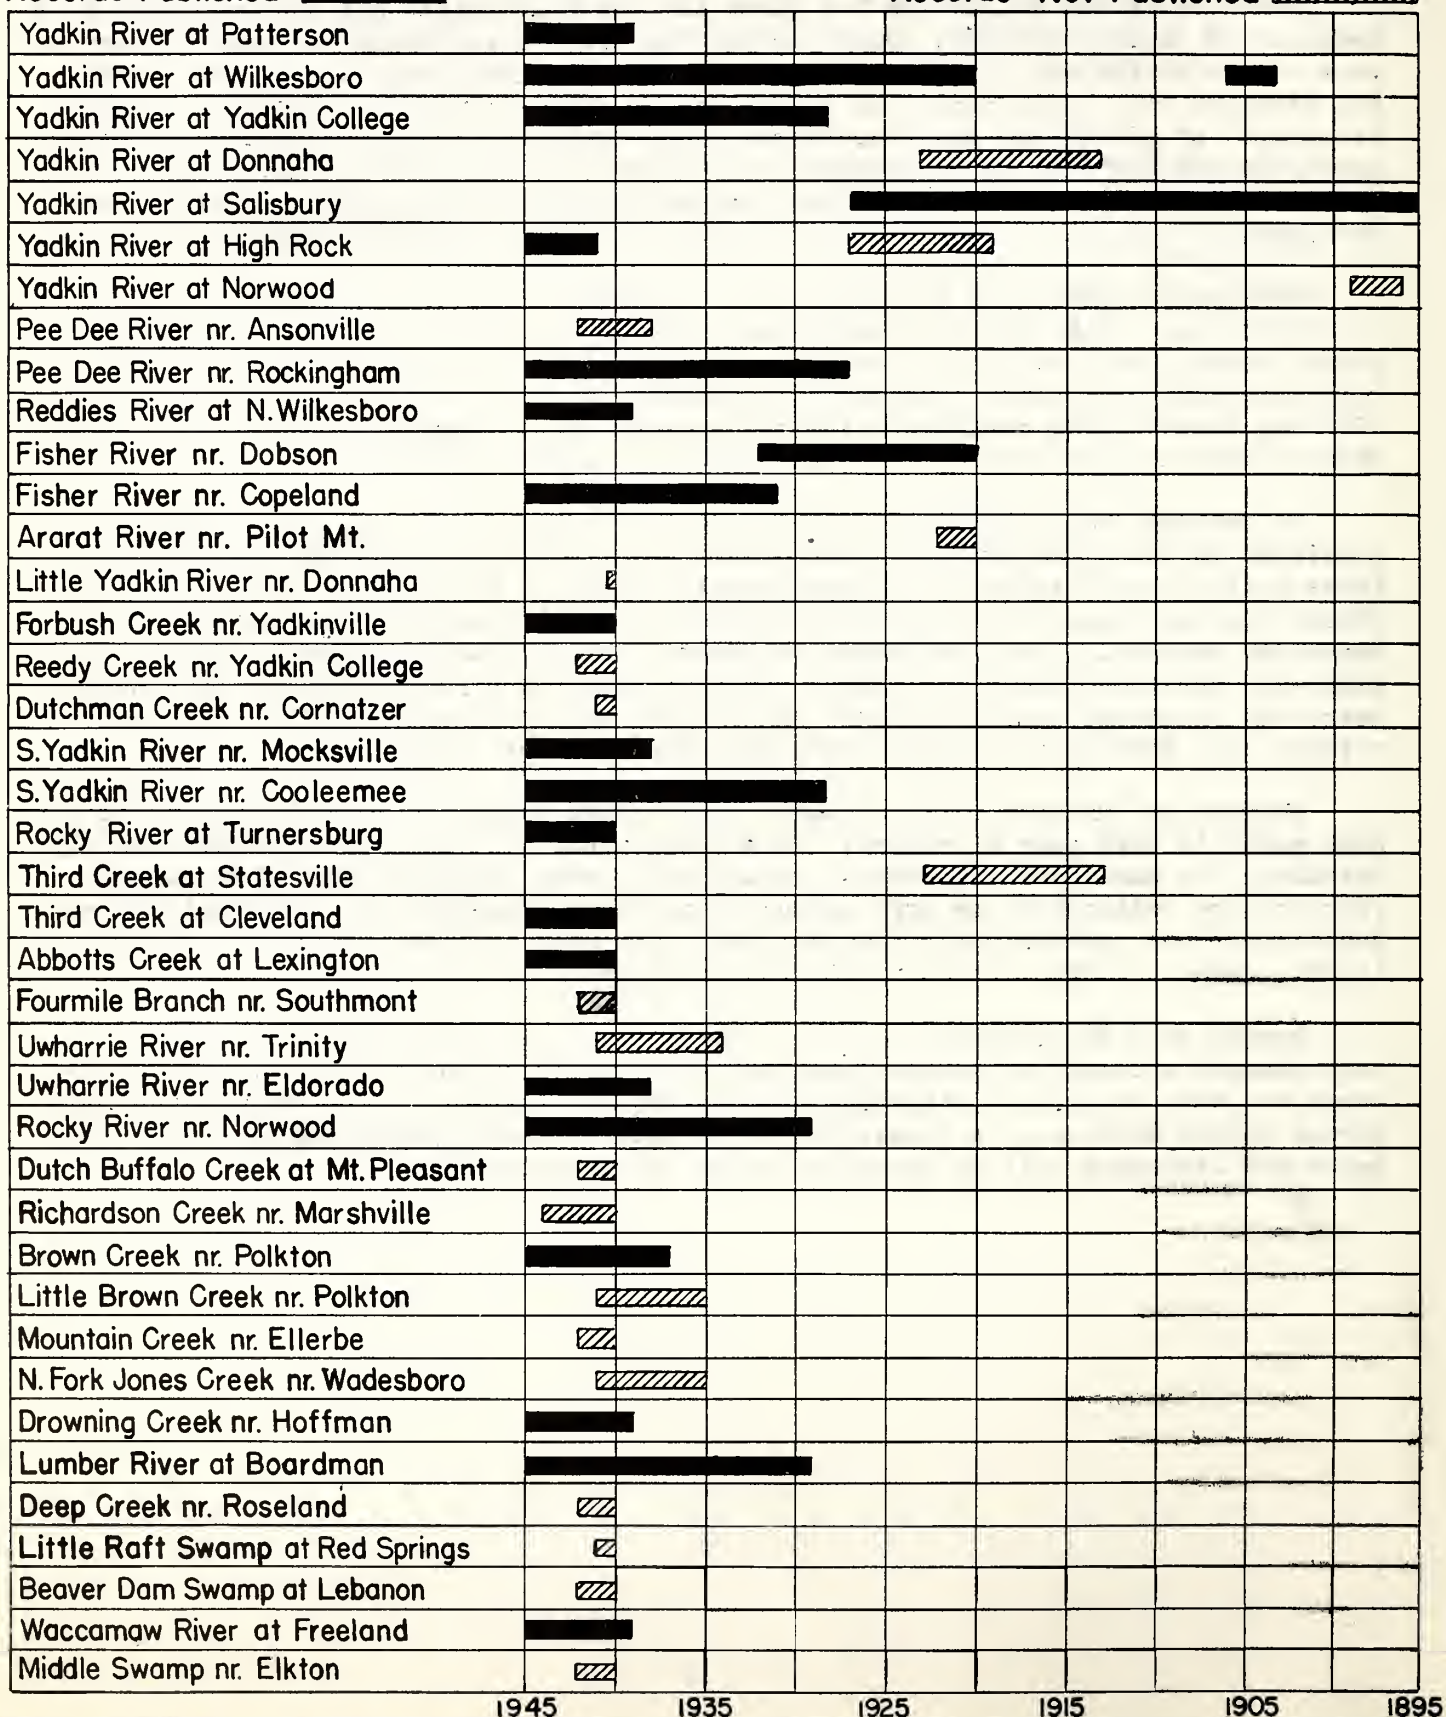 Records Published Records Not Published
Yadkin River at Patterson
Yadkin River at Wilkesboro
Yadkin River at Yadkin College
Yadkin River at Donnaha
Yadkin River at Salisbury
Yadkin River at High Rock
Yadkin River at Norwood
Pee Dee River nr. Ansonville
Pee Dee River nr. Rockingham
Reddies River at N.Wilkesboro
Fisher River nr. Dobson
Fisher River nr. Copeland
Ararat River nr. Pilot Mt.
Little Yadkin River nr. Donnaha
Forbush Creek nr. Yadkinville
Reedy Creek nr. Yadkin College
Dutchman Creek nr. Cornatzer
S.Yadkin River nr. Mocksville
S.Yadkin River nr. Cooleemee
Rocky River at Turnersburg
Third Creek at Statesville
Third Creek at Cleveland
Abbotts Creek at Lexington
Fourmile Branch nr. Southmont
Uwharrie River nr. Trinity
Uwharrie River nr. Eldorado
Rocky River nr. Norwood
Dutch Buffalo Creek at Mt. Pleasant
Richardson Creek nr. Marshville
Brown Creek nr. Polkton
Little Brown Creek nr. Polkton
Mountain Creek nr. Ellerbe
N. Fork Jones Creek nr. Wadesboro
Drowning Creek nr. Hoffman
Lumber River at Boardman
Deep Creek nr. Roseland
Little Raft Swamp at Red Springs
Beaver Dam Swamp at Lebanon
Waccamaw River at Freeland
Middle Swamp nr. Elkton
1945 1935 1925 1915 1905 1895